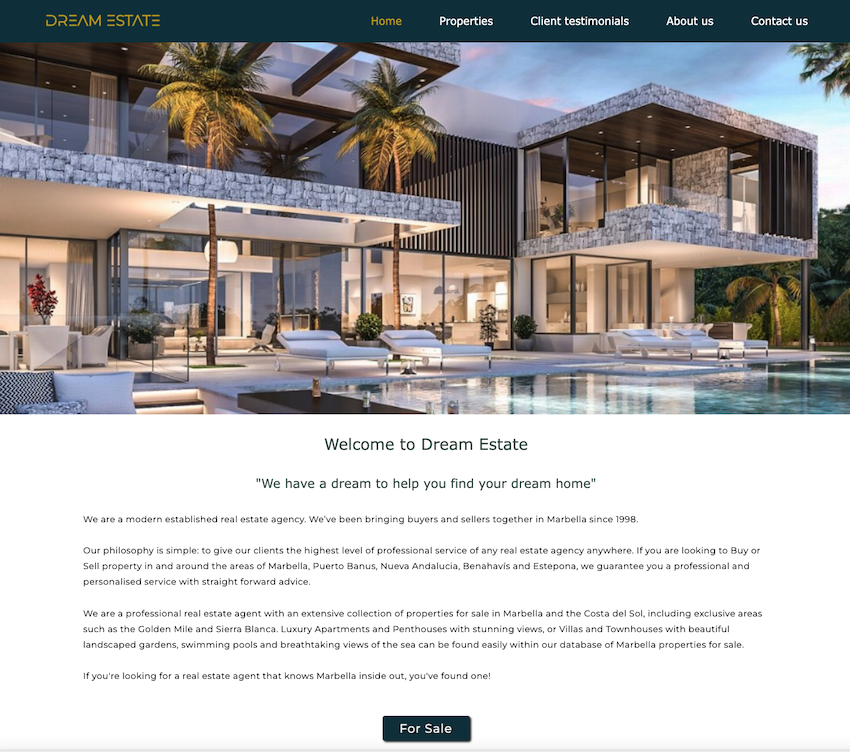 DREAM ESTATE
Home Properties Client testimonials About us Contact us
Welcome to Dream Estate
"We have a dream to help you find your dream home"
We are a modern established real estate agency. We've been bringing buyers and sellers together in Marbella since 1998.
Our philosophy is simple: to give our clients the highest level of professional service of any real estate agency anywhere. If you are looking to Buy or
Sell property in and around the areas of Marbella, Puerto Banus, Nueva Andalucia, Benahavís and Estepona, we guarantee you a professional and
personalised service with straight forward advice.
We are a professional real estate agent with an extensive collection of properties for sale in Marbella and the Costa del Sol, including exclusive areas
such as the Golden Mile and Sierra Blanca. Luxury Apartments and Penthouses with stunning views, or Villas and Townhouses with beautiful
landscaped gardens, swimming pools and breathtaking views of the sea can be found easily within our database of Marbella properties for sale.
If you're looking for a real estate agent that knows Marbella inside out, you've found one!
For Sale